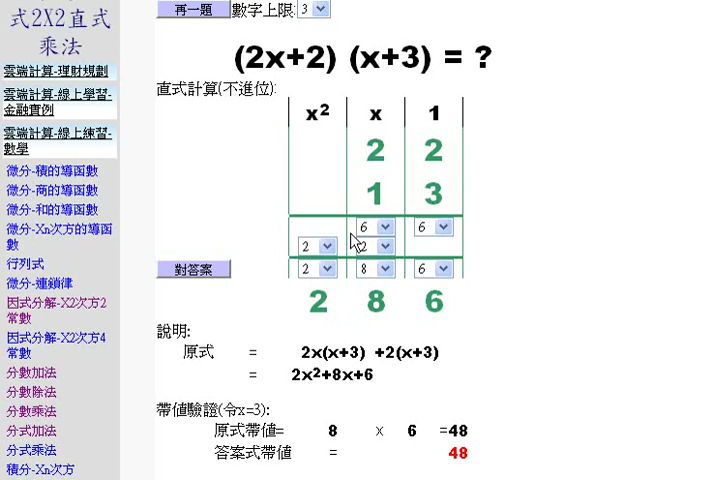 式2X2直式
乘法
雲端計算-理財規劃
雲端計算-線上學習-
金融實例
雲端計算-線上練習-
數學
微分-積的導函數
微分-商的導函數
微分-和的導函數
微分-Xn次方的導函
數
行列式
微分-連鎖律
因式分解-X2次方2
常數
因式分解-X2次方4
常數
分數加法
分數除法
分數乘法
分式加法
分式乘法
積分-Xn次方
再一題 數字上限: 3
(2x+2) (x+3) = ?
直式計算(不進位):
x² x 1
2 2
1 3
6 6
2 2
對答案 2 8 6
2 8 6
說明:
原式 = 2x(x+3) +2(x+3)
= 2x²+8x+6
帶值驗證(令x=3):
原式帶值= 8 x 6 =48
答案式帶值 = 48